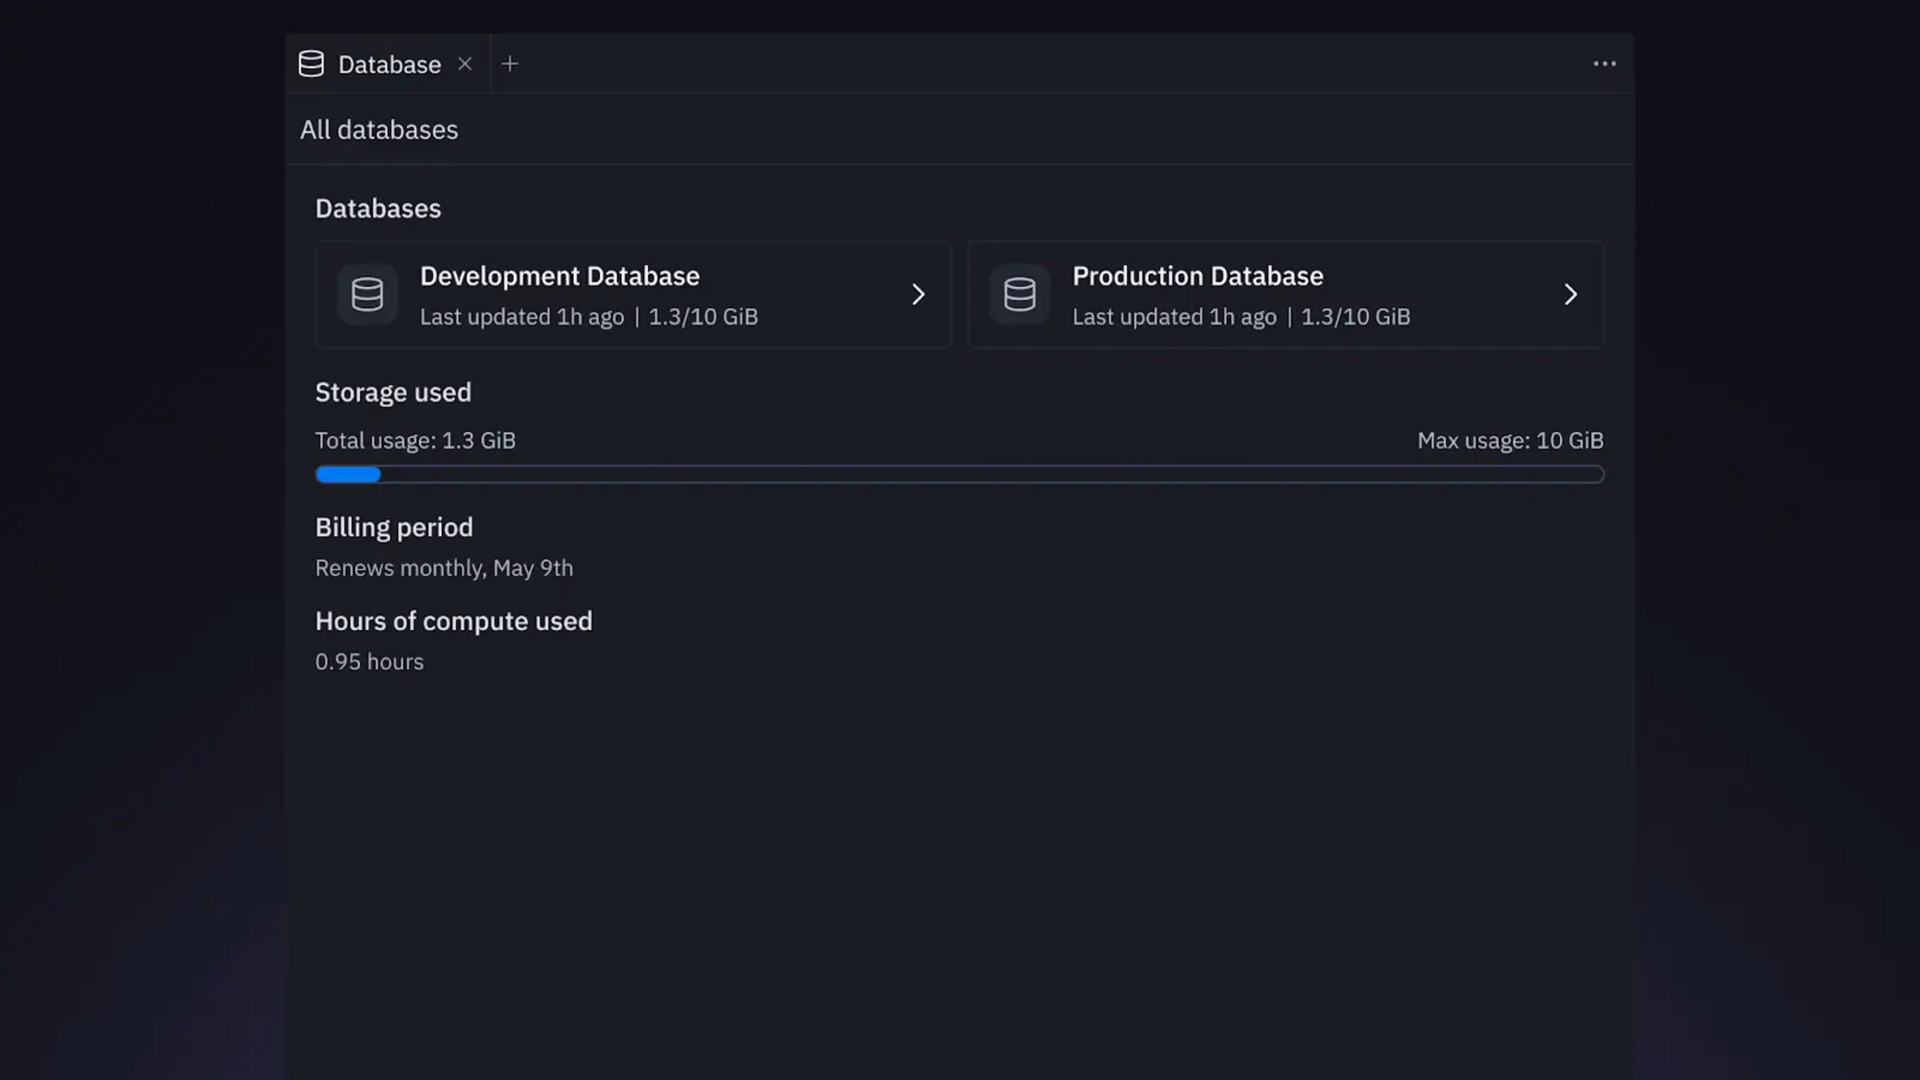 Database
All databases
Databases
Development Database
Last updated 1h ago | 1.3/10 GiB
Production Database
Last updated 1h ago | 1.3/10 GiB
Storage used
Total usage: 1.3 GiB
Max usage: 10 GiB
Billing period
Renews monthly, May 9th
Hours of compute used
0.95 hours